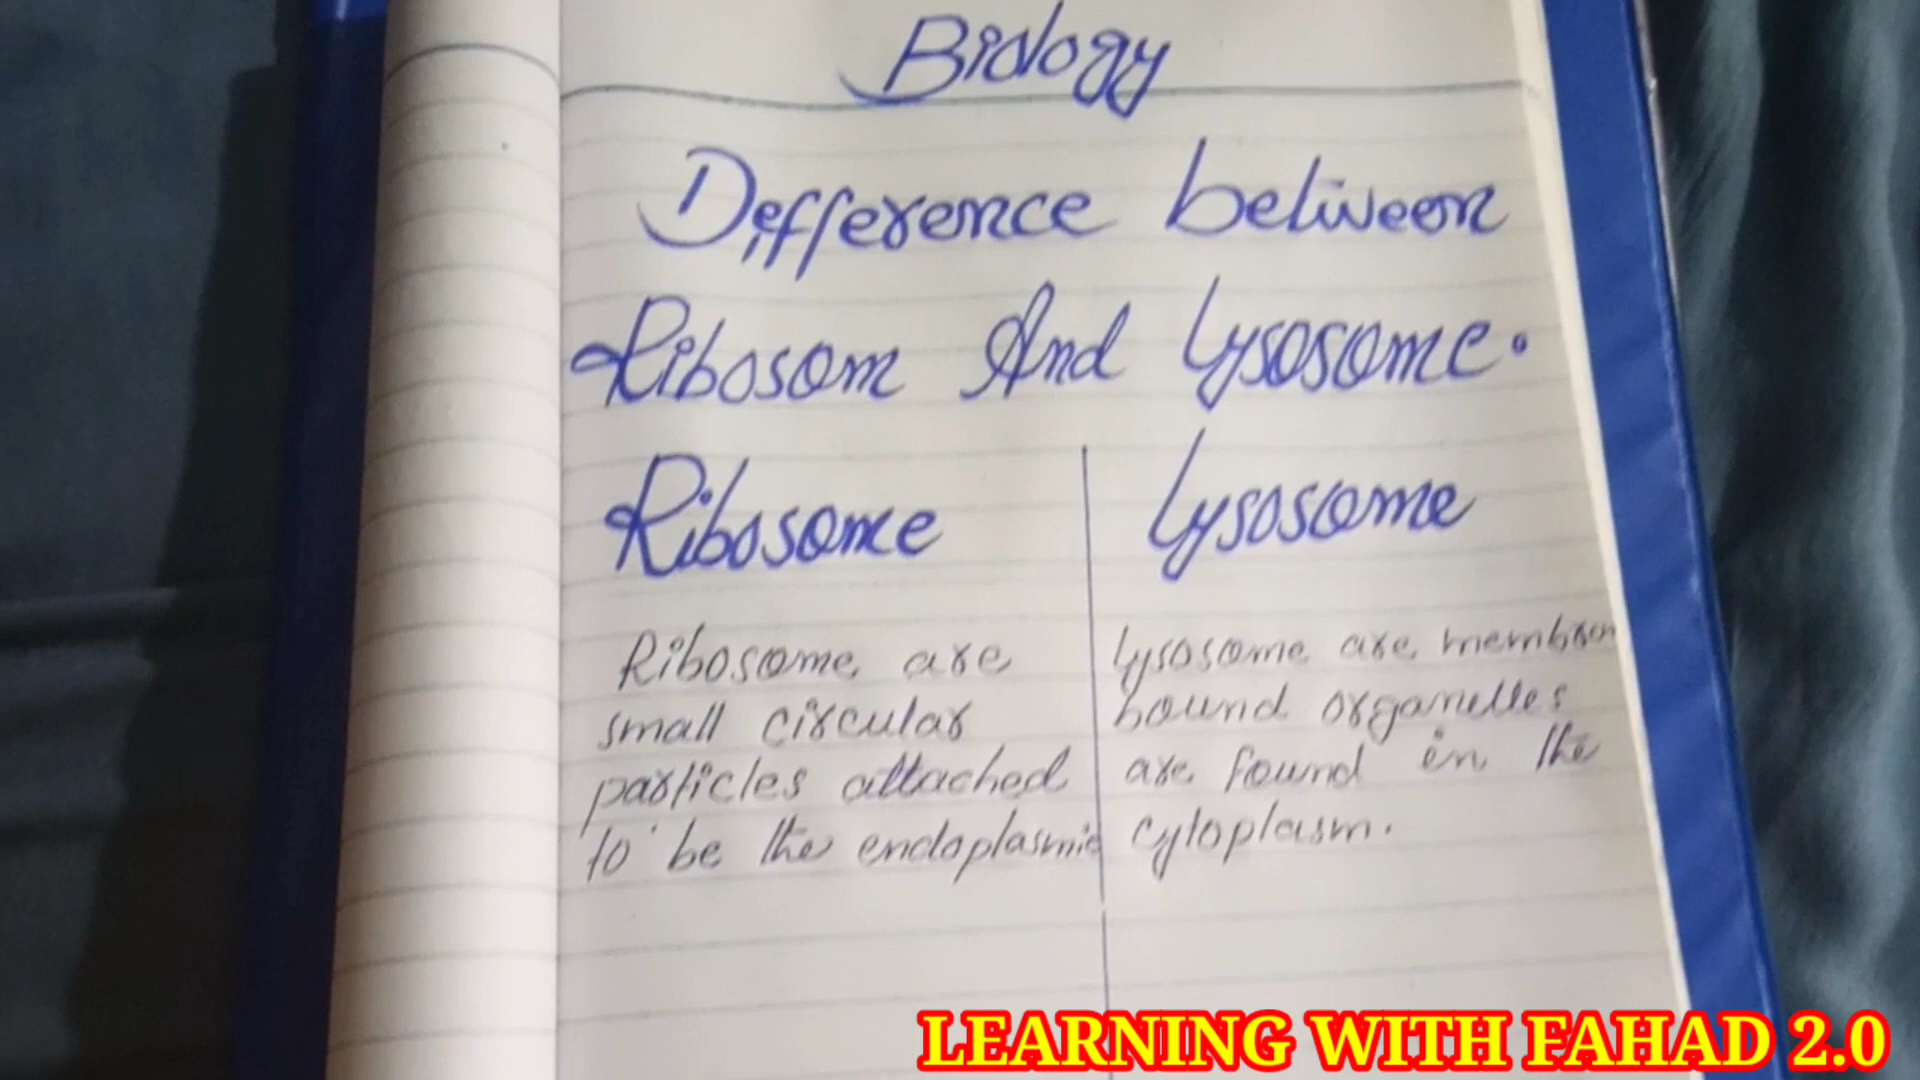 Biology
Difference between
Ribosom And Lysosome.
Ribosome
Lysosome
Ribosome are
small circular
particles attached
to be the endoplasmic
Lysosome are membran
bound organelles
are found in the
cytoplasm.
LEARNING WITH FAHAD 2.0